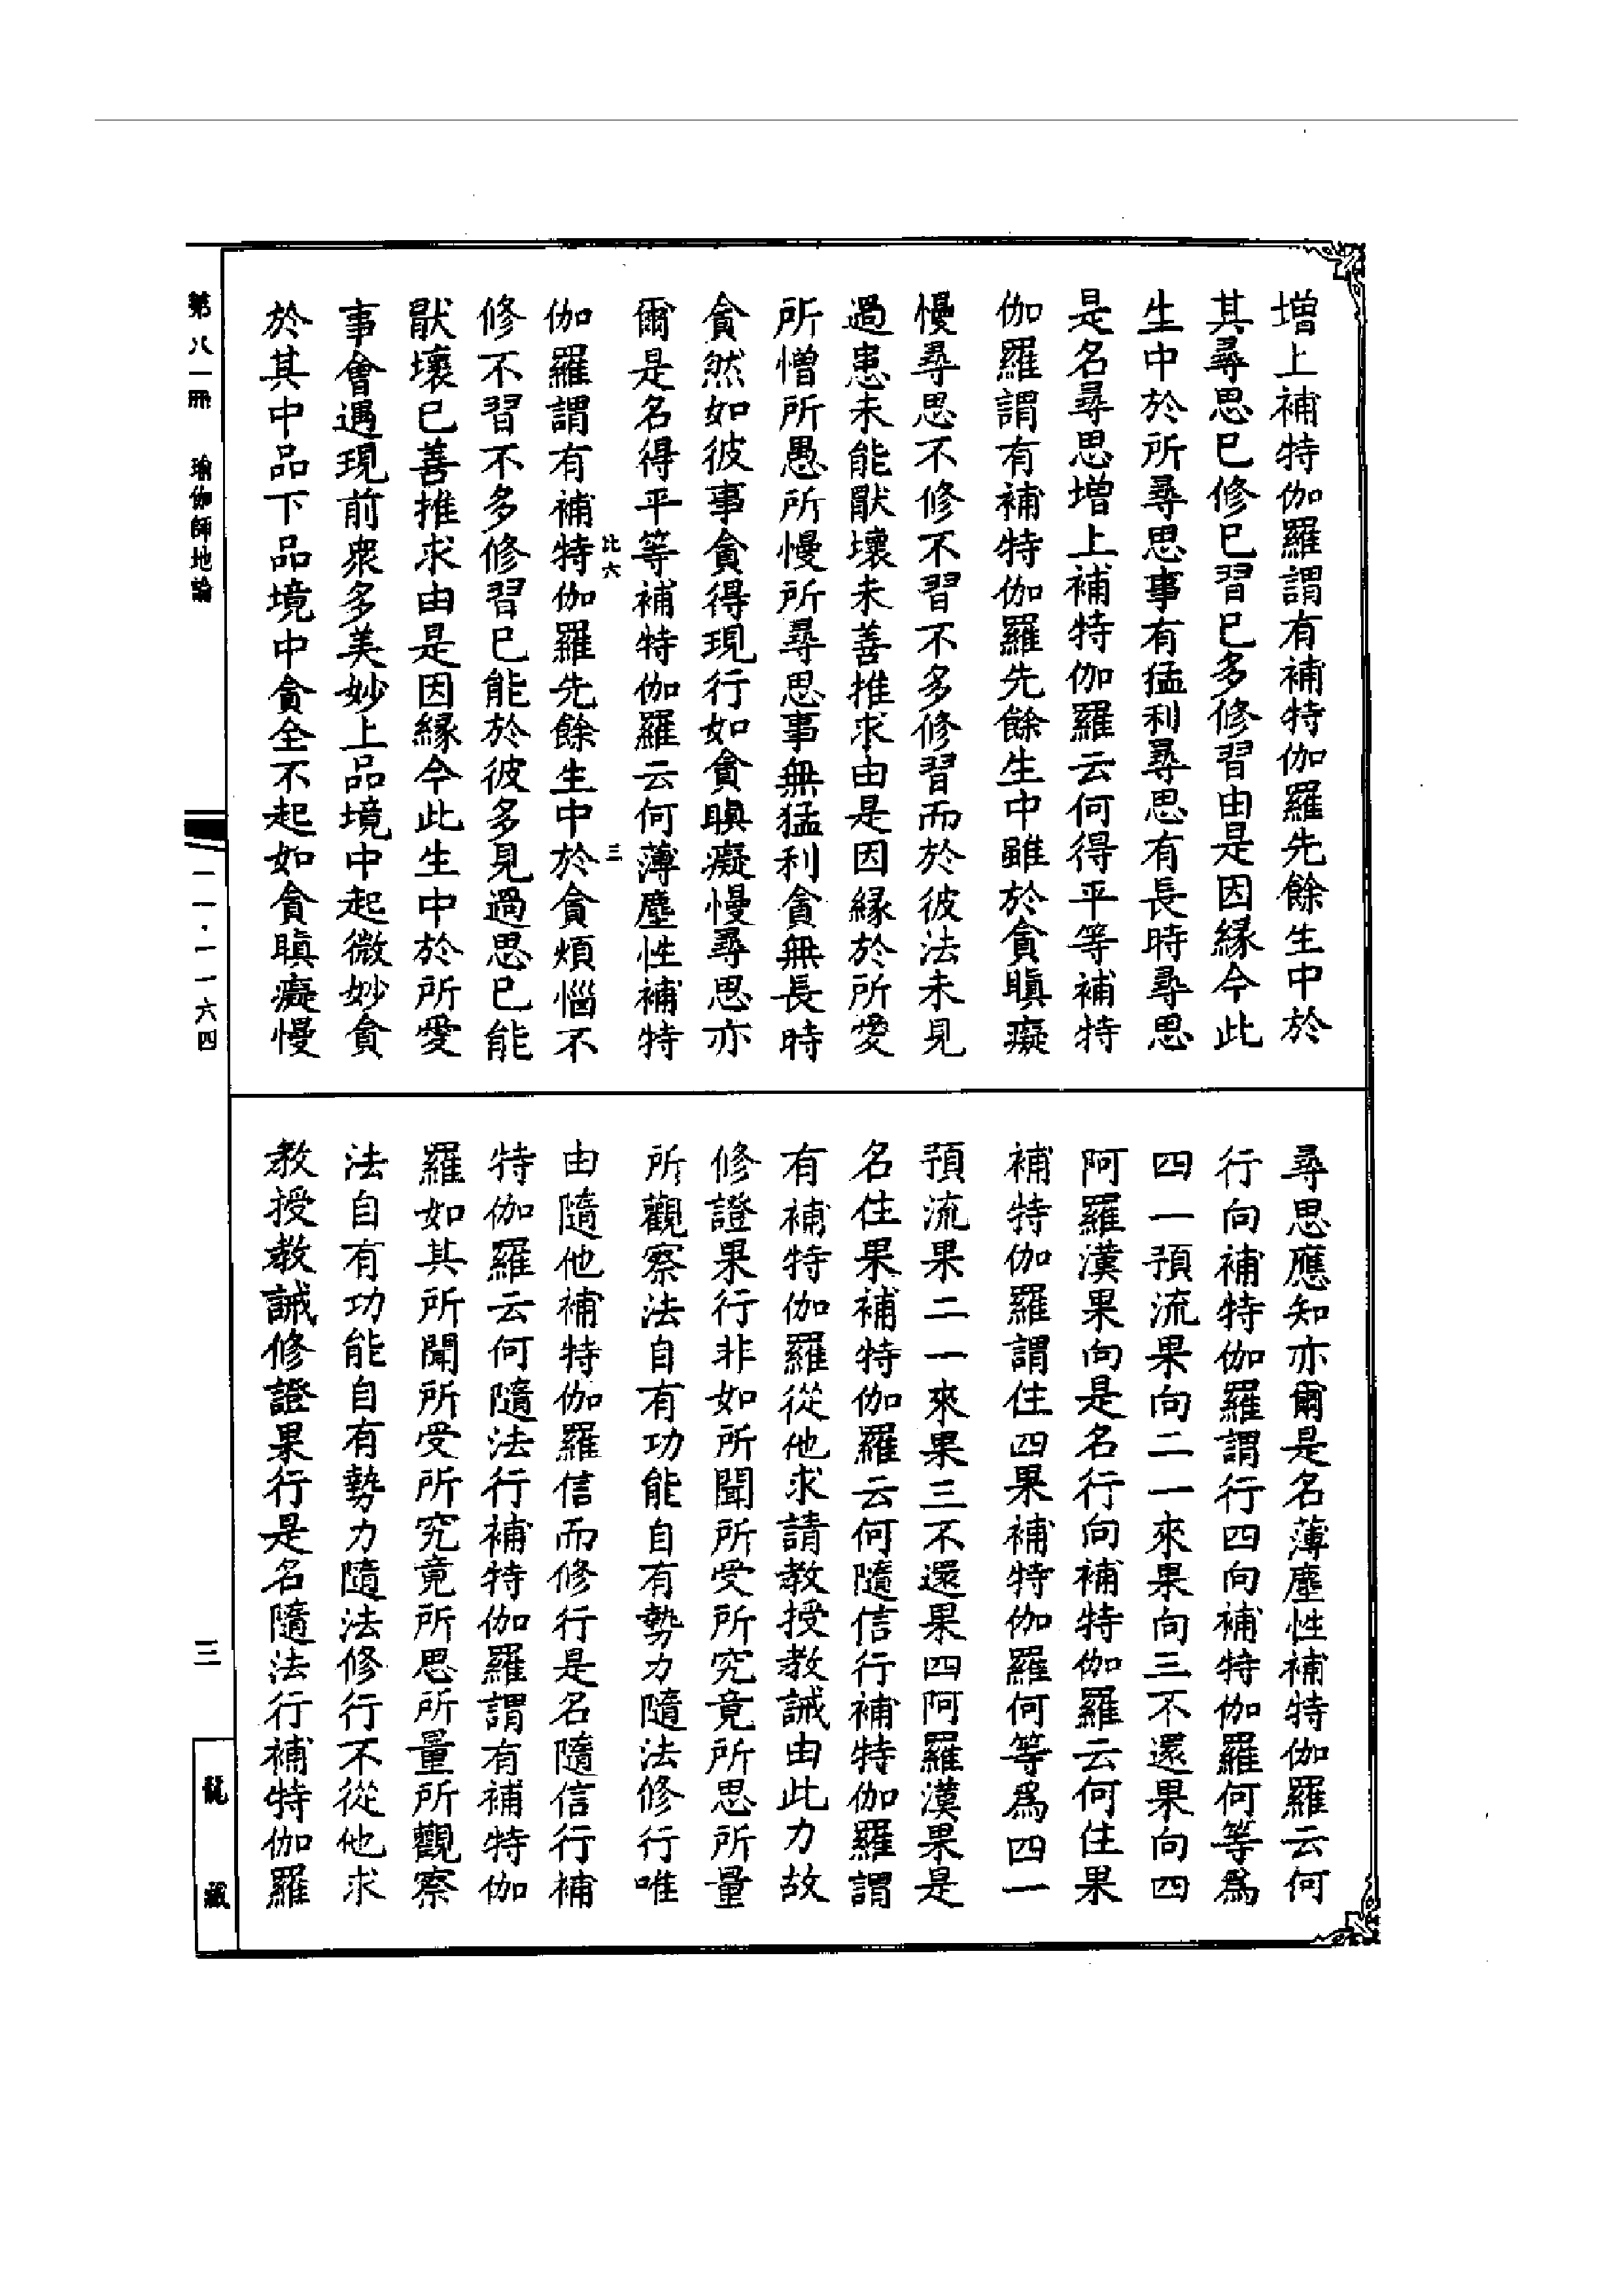 增上補特伽羅謂有補特伽羅先餘生中於
其尋思已修已習已多修習由是因緣今此
生中於所尋思事有猛利尋思有長時尋思
是名尋思增上補特伽羅云何得平等補特
伽羅謂有補特伽羅先餘生中雖於貪瞋癡
慢尋思不修不習不多修習而於彼法未見
過患未能猒壞未善推求由是因緣於所愛
所憎所愚所慢所尋思事無猛利貪無長時
貪然如彼事貪得現行如貪瞋癡慢尋思亦
爾是名得平等補特伽羅云何薄塵性補特
比六
三
伽羅謂有補特伽羅先餘生中於貪煩惱不
修不習不多修習已能於彼多見過思已能
猒壞已善推求由是因緣今此生中於所愛
事會遇現前衆多美妙上品境中起微妙貪
於其中品下品境中貪全不起如貪瞋癡慢
尋思應知亦爾是名薄塵性補特伽羅云何
行向補特伽羅謂行四向補特伽羅何等爲
四一預流果向二一來果向三不還果向四
阿羅漢果向是名行向補特伽羅云何住果
補特伽羅謂住四果補特伽羅何等爲四一
預流果二一來果三不還果四阿羅漢果是
名住果補特伽羅云何隨信行補特伽羅謂
有補特伽羅從他求請教授教誡由此力故
修證果行非如所聞所受所究竟所思所量
所觀察法自有功能自有勢力隨法修行唯
由隨他補特伽羅信而修行是名隨信行補
特伽羅云何隨法行補特伽羅謂有補特伽
羅如其所聞所受所究竟所思所量所觀察
法自有功能自有勢力隨法修行不從他求
教授教誡修證果行是名隨法行補特伽羅
第八一冊 瑜伽師地論
一一·一一六四
三
龍藏